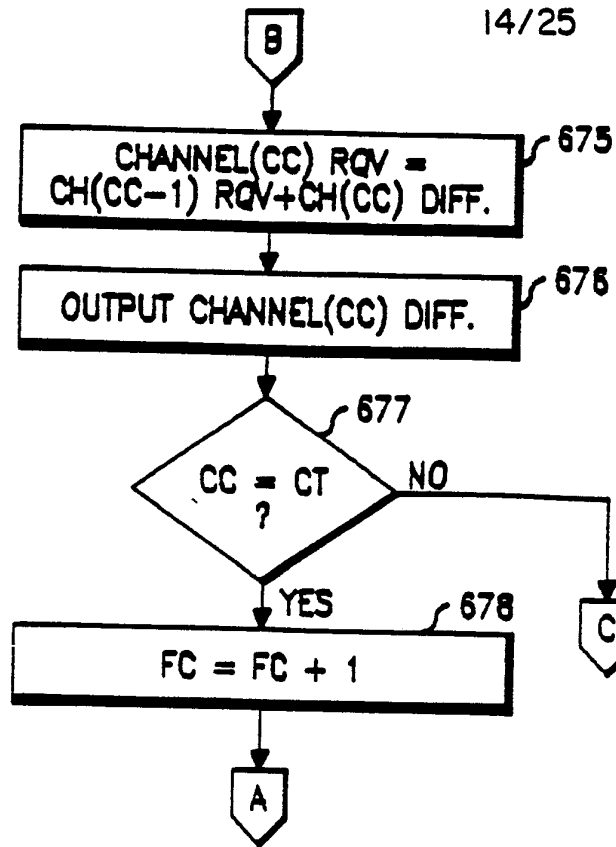 14/25
B
675
CHANNEL(CC) RQV =
CH(CC-1) RQV+CH(CC) DIFF.
676
OUTPUT CHANNEL(CC) DIFF.
677
CC = CT
?
NO
YES
C
678
FC = FC + 1
A